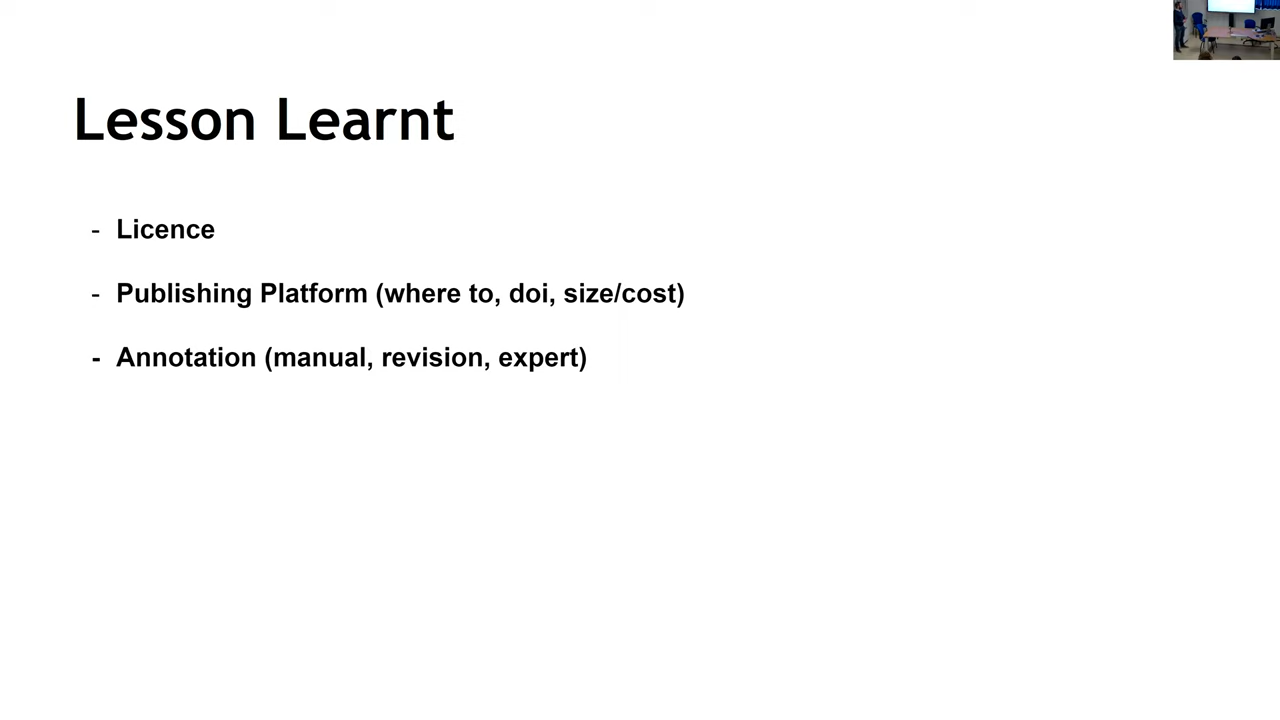 Lesson Learnt
- Licence
- Publishing Platform (where to, doi, size/cost)
- Annotation (manual, revision, expert)